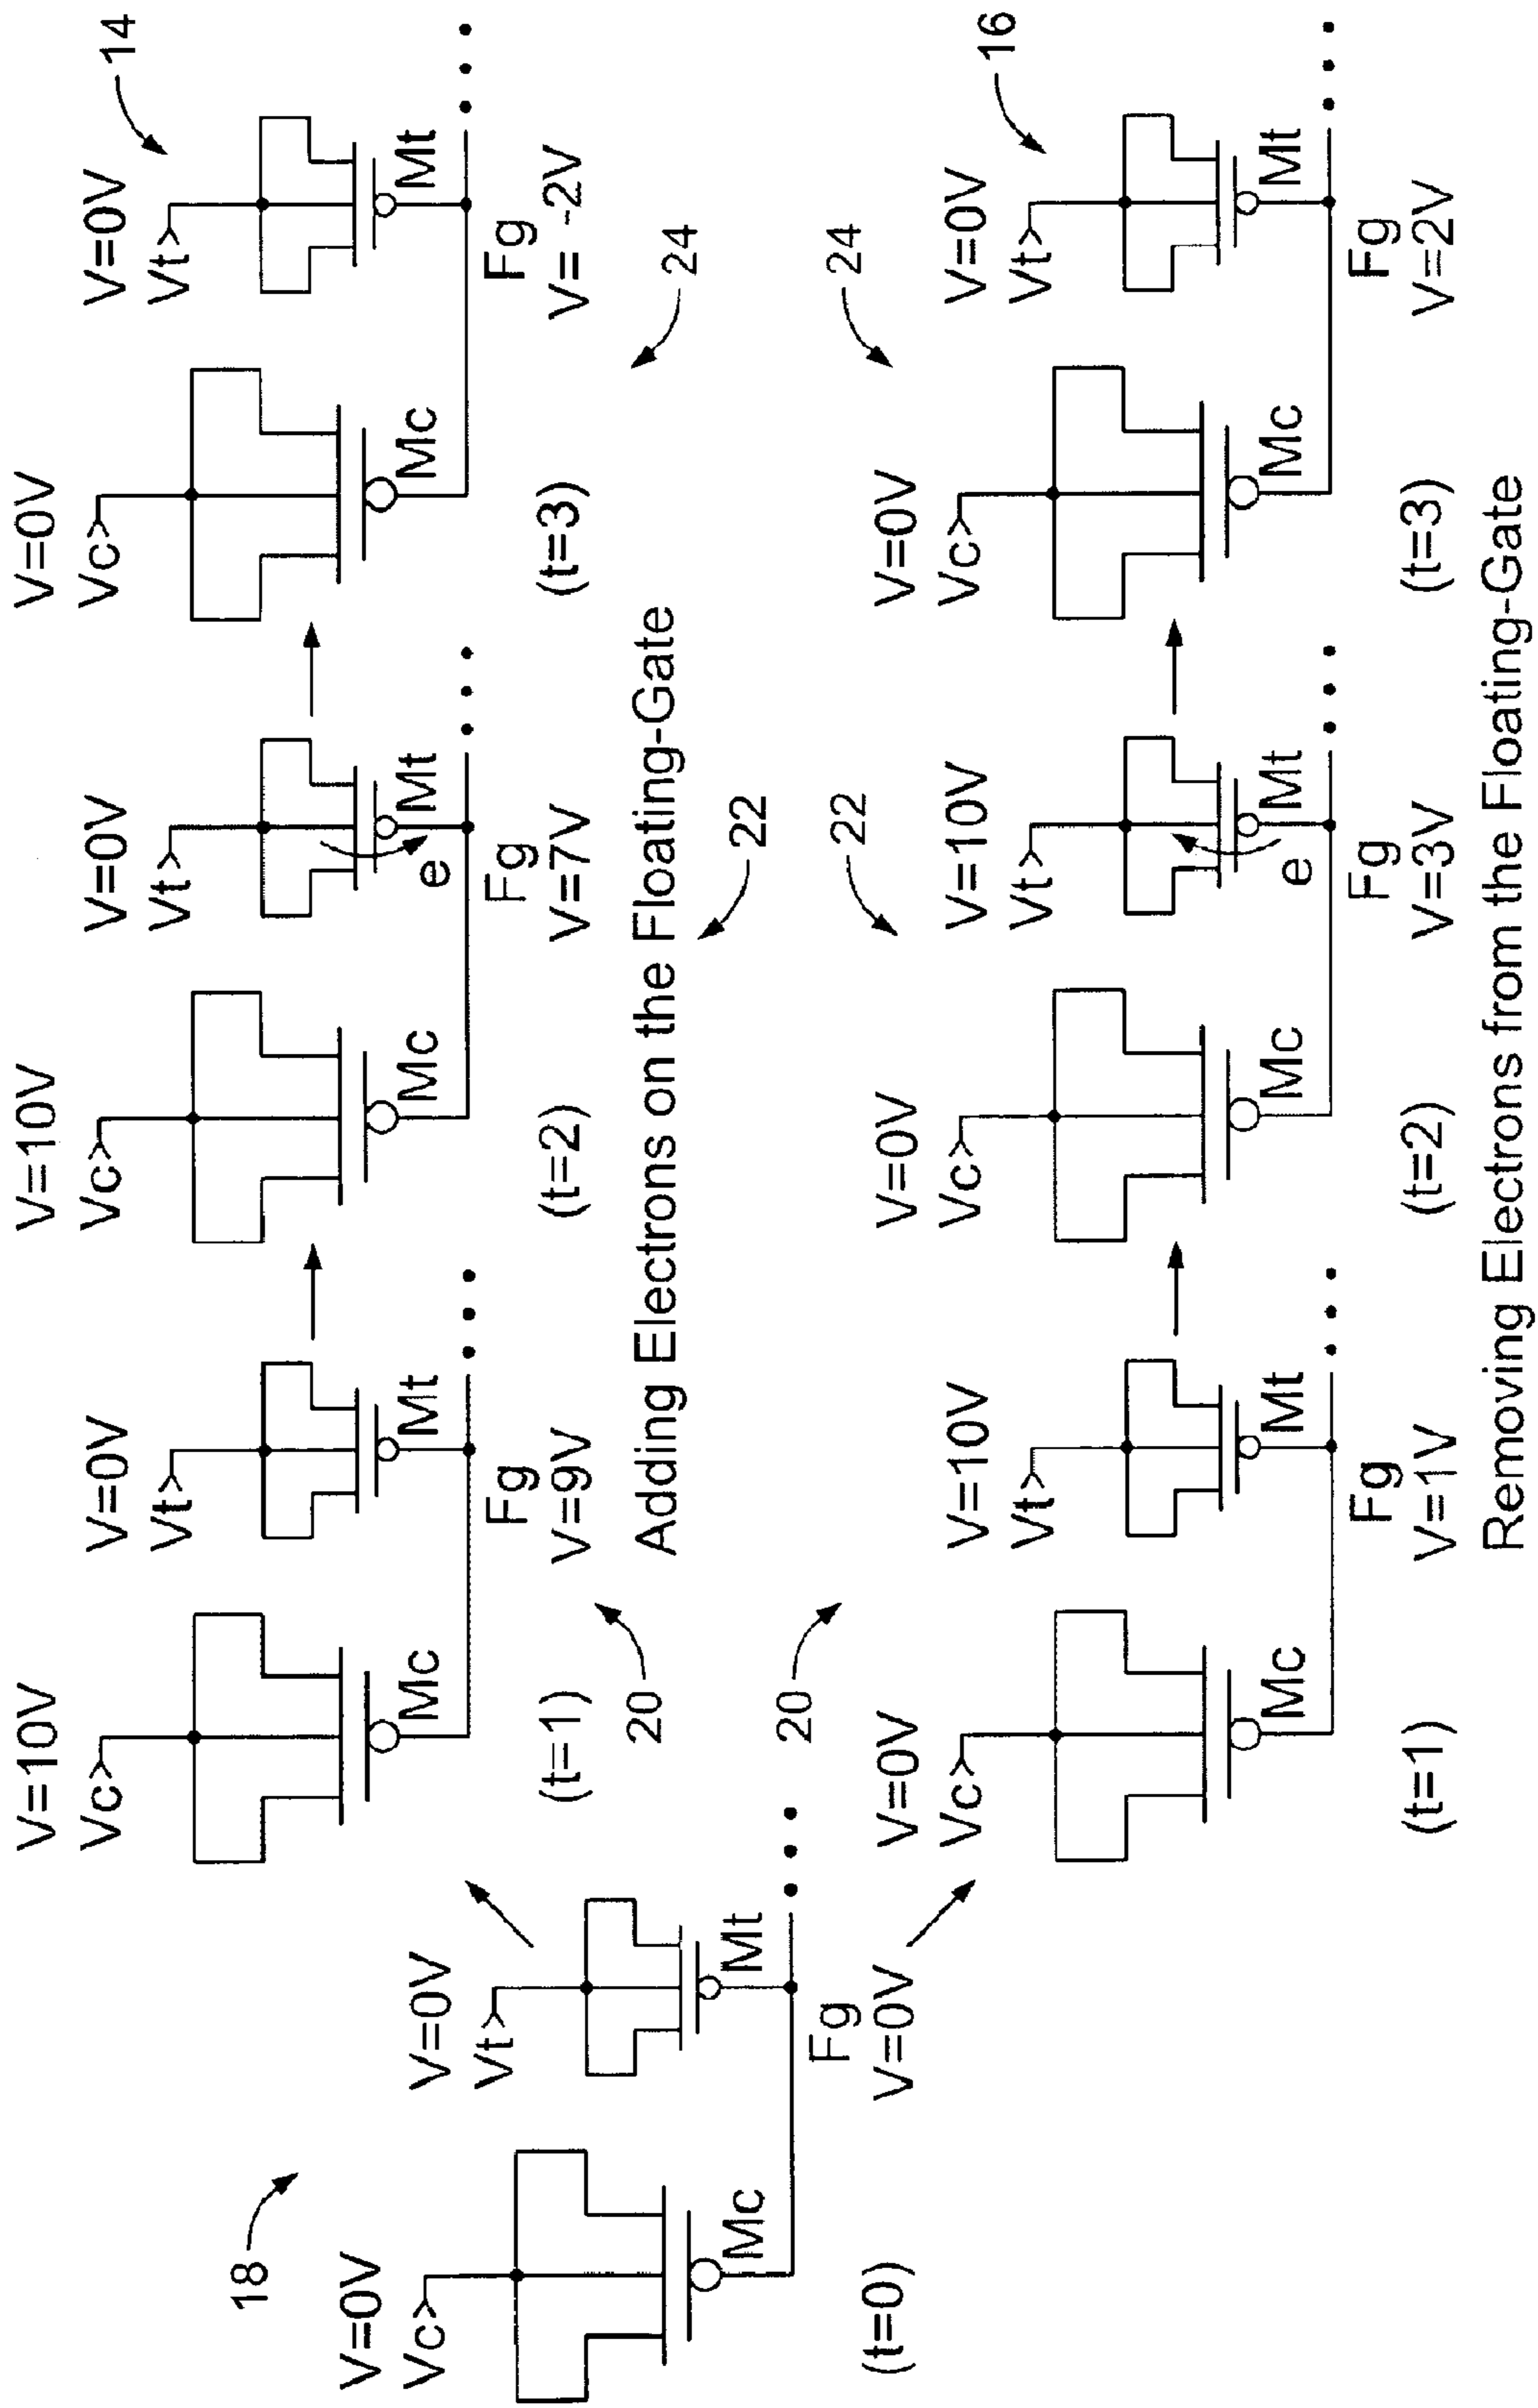 18
V=0V
Vc>
Mc
V=0V
Vt>
Mt
Fg
V=0V
(t=0)
V=10V
Vc>
Mc
V=0V
Vt>
Mt
Fg
V=9V
(t=1)
20
V=10V
Vc>
Mc
V=0V
Vt>
Mt
e
Fg
V=7V
(t=2)
22
V=0V
Vc>
Mc
V=0V
Vt>
Mt
14
Fg
V= -2V
(t=3)
24
Adding Electrons on the Floating-Gate
20
V=0V
Vc>
Mc
V=10V
Vt>
Mt
Fg
V=1V
(t=1)
22
V=0V
Vc>
Mc
V=10V
Vt>
Mt
e
Fg
V=3V
(t=2)
24
V=0V
Vc>
Mc
V=0V
Vt>
Mt
16
Fg
V=2V
(t=3)
Removing Electrons from the Floating-Gate